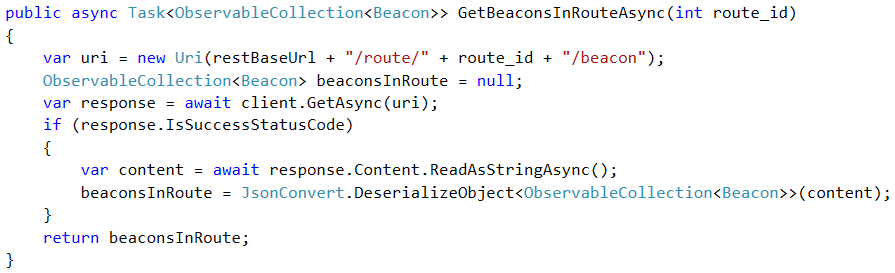 public async Task<ObservableCollection<Beacon>> GetBeaconsInRouteAsync(int route_id)
{
    var uri = new Uri(restBaseUrl + "/route/" + route_id + "/beacon");
    ObservableCollection<Beacon> beaconsInRoute = null;
    var response = await client.GetAsync(uri);
    if (response.IsSuccessStatusCode)
    {
        var content = await response.Content.ReadAsStringAsync();
        beaconsInRoute = JsonConvert.DeserializeObject<ObservableCollection<Beacon>>(content);
    }
    return beaconsInRoute;
}